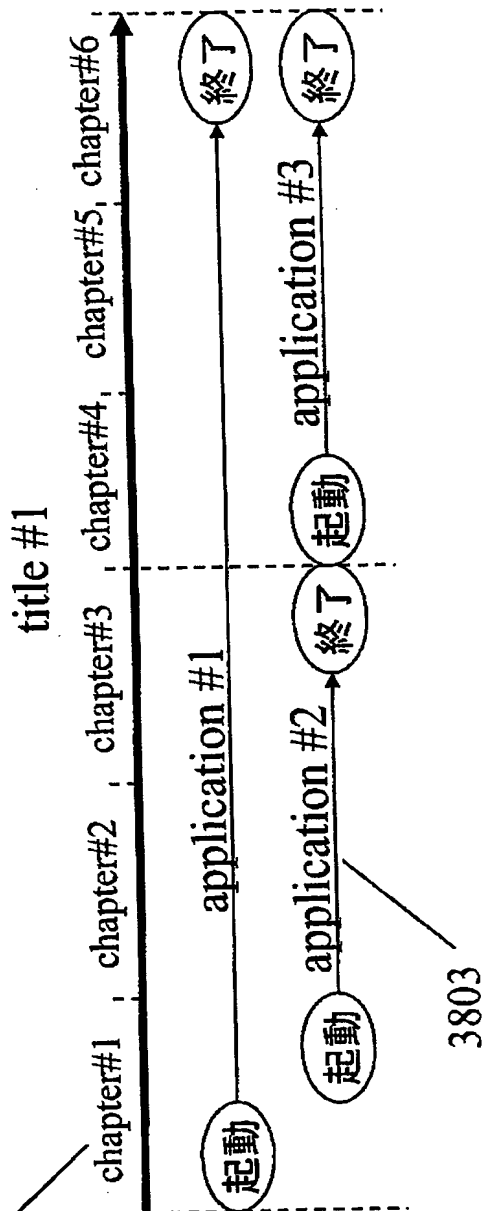 title #1
chapter#1 chapter#2 chapter#3 chapter#4 chapter#5 chapter#6
起動 application #1 終了
起動 application #2 終了 起動 application #3 終了
3803